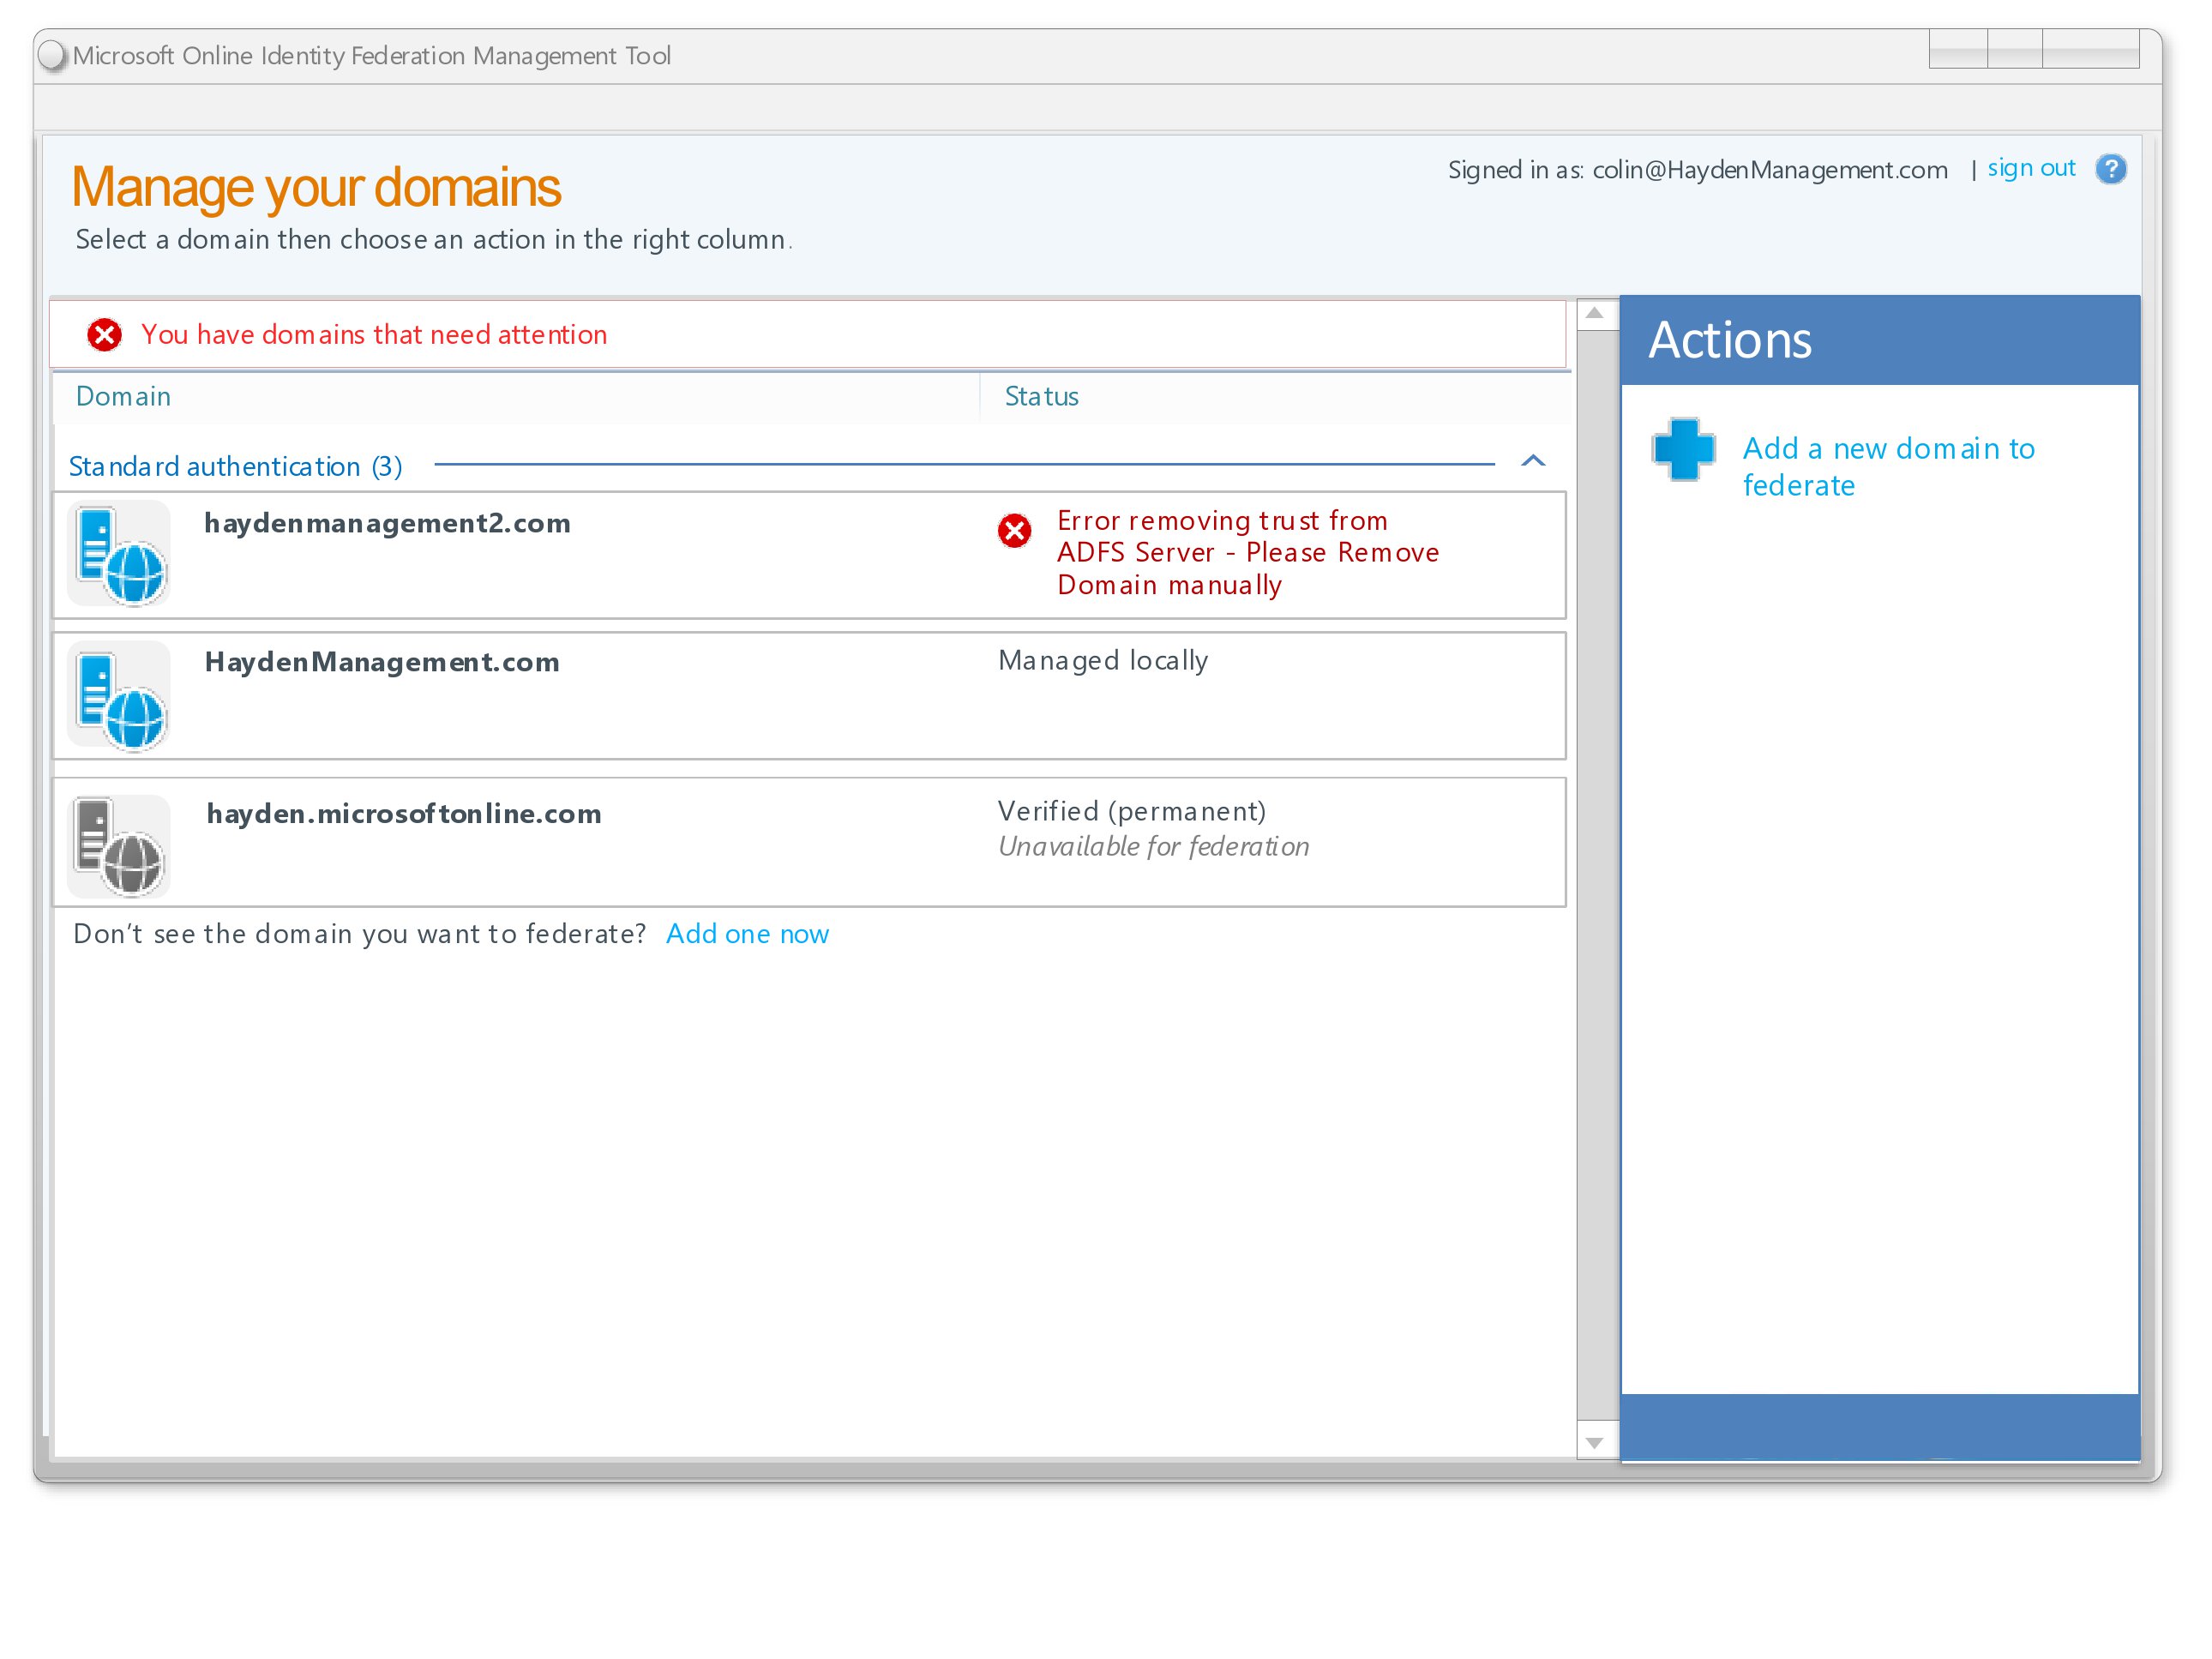 Microsoft Online Identity Federation Management Tool
Manage your domains
Signed in as: colin@HaydenManagement.com | sign out ?
Select a domain then choose an action in the right column.
You have domains that need attention
Actions
Domain Status
Add a new domain to
federate
Standard authentication (3)
haydenmanagement2.com
Error removing trust from
ADFS Server - Please Remove
Domain manually
HaydenManagement.com
Managed locally
hayden.microsoftonline.com
Verified (permanent)
Unavailable for federation
Don't see the domain you want to federate? Add one now